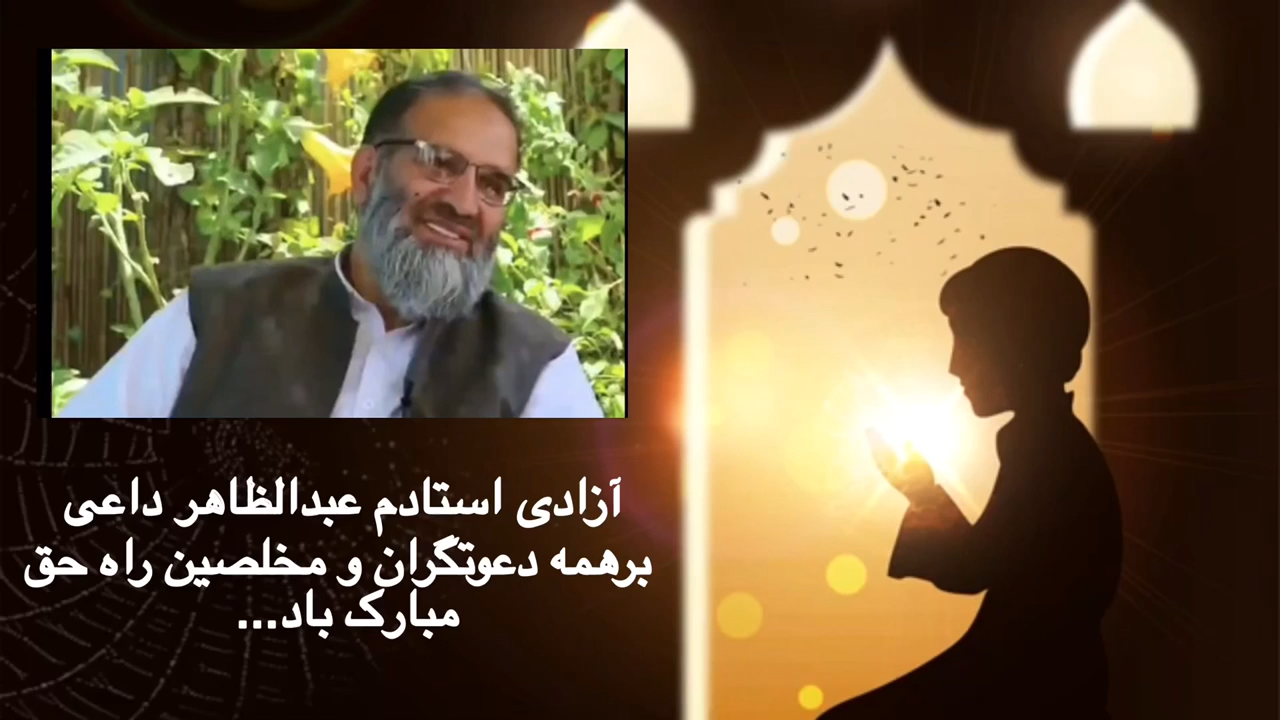 آزادی استادم عبدالظاهر داعی
برهمه دعوتگران و مخلصین راه حق
مبارک باد...